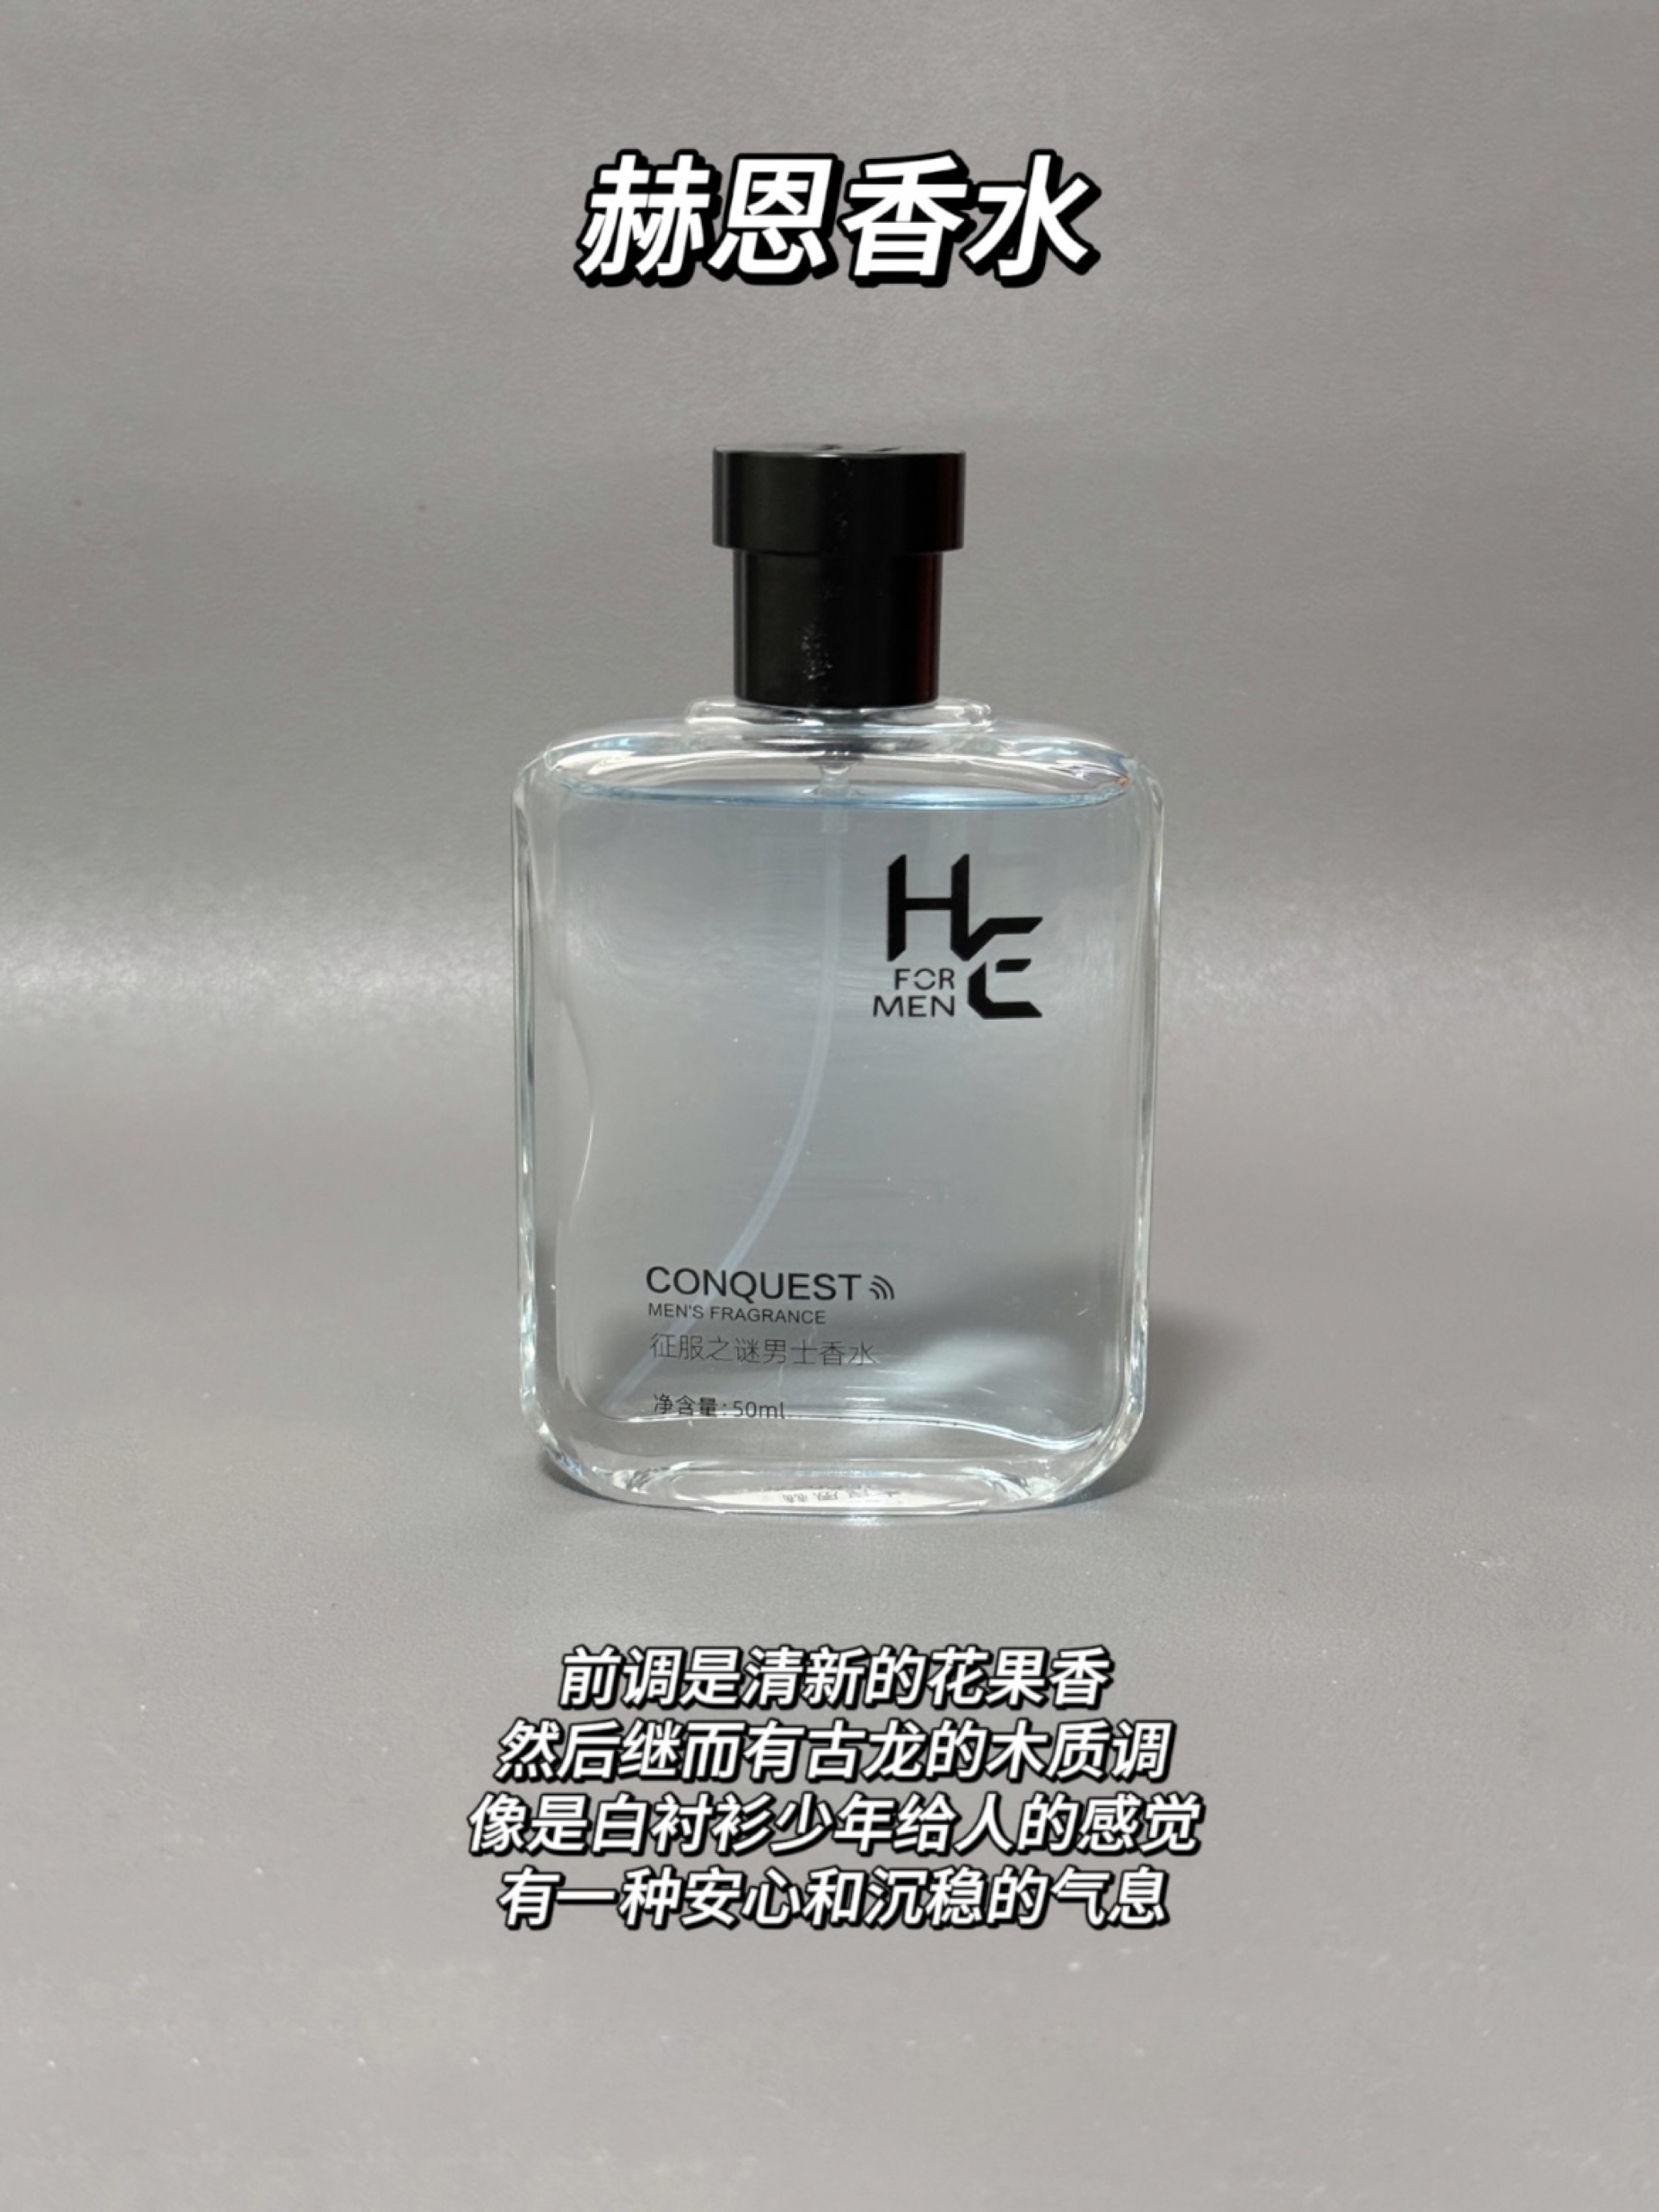 赫恩香水
HE
FOR
MEN
CONQUEST
MEN'S FRAGRANCE
征服之谜男士香水
净含量:50ml
前调是清新的花果香
然后继而有古龙的木质调
像是白衬衫少年给人的感觉
有一种安心和沉稳的气息